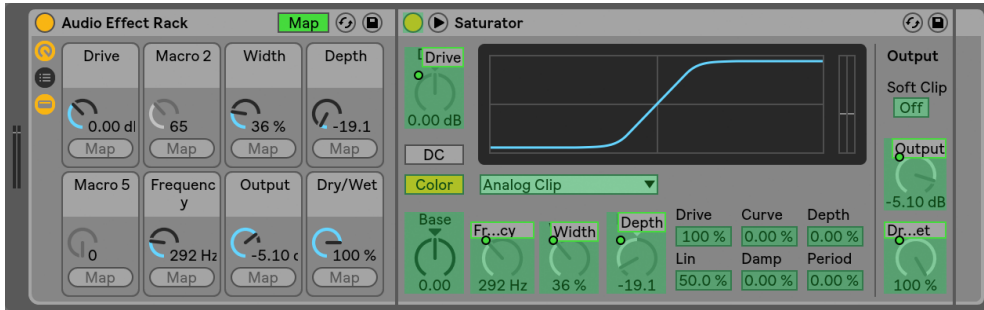 Audio Effect Rack
Map
Drive
Macro 2
Width
Depth
0.00 dl
65
36 %
-19.1
Map
Map
Map
Map
Macro 5
Frequenc
y
Output
Dry/Wet
0
292 Hz
-5.10 c
100 %
Map
Map
Map
Map
Saturator
Drive
0.00 dB
DC
Color
Analog Clip
Base
0.00
Fr...cy
292 Hz
Width
36 %
Depth
-19.1
Drive
Curve
Depth
100 %
0.00 %
0.00 %
Lin
Damp
Period
50.0 %
0.00 %
0.00 %
Output
Soft Clip
Off
Output
-5.10 dB
Dr...et
100 %